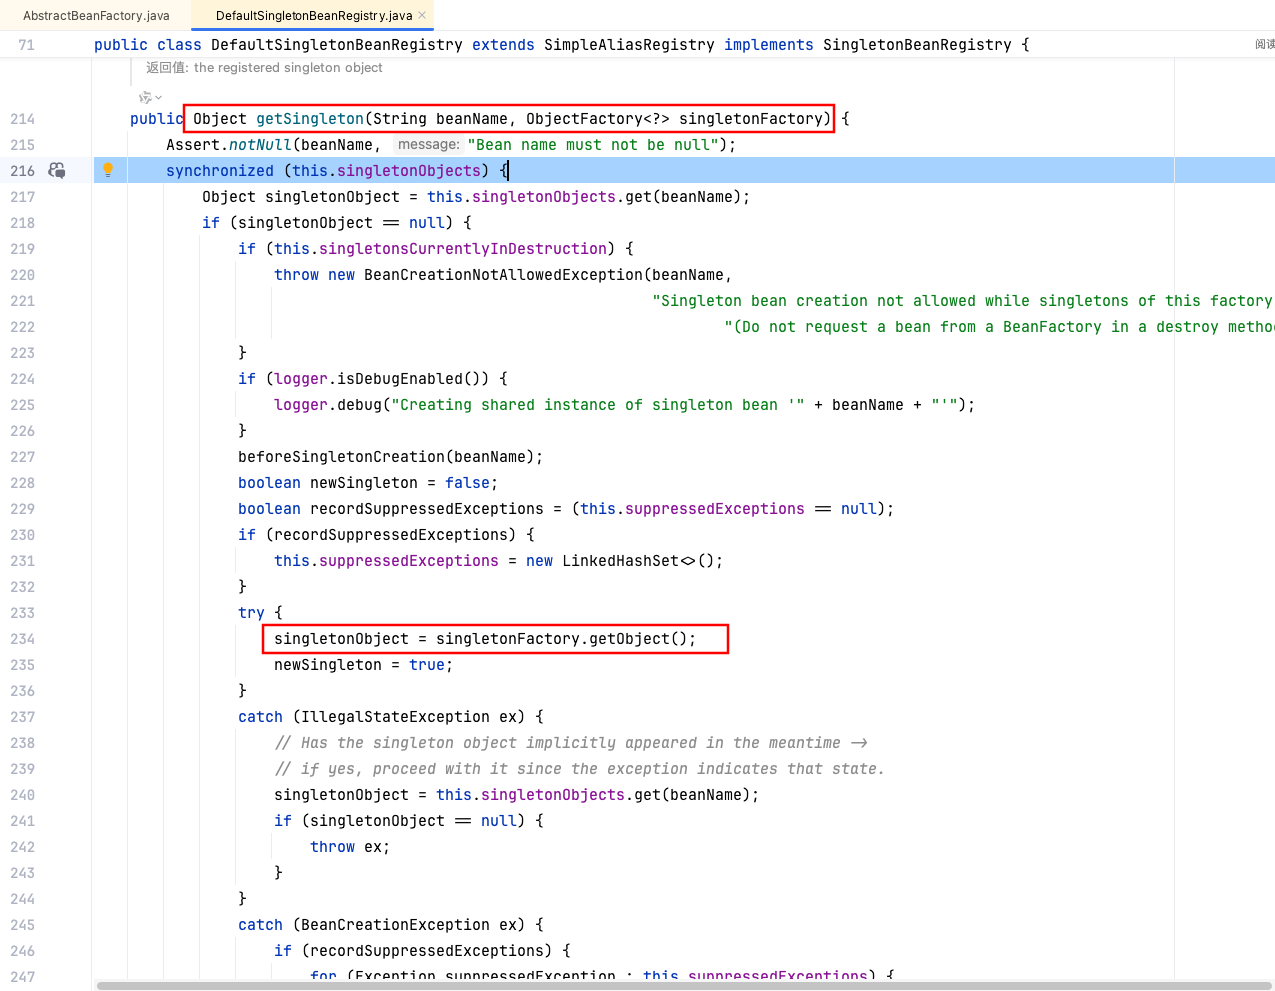 AbstractBeanFactory.java
DefaultSingletonBeanRegistry.java
71 public class DefaultSingletonBeanRegistry extends SimpleAliasRegistry implements SingletonBeanRegistry {
阅读
返回值: the registered singleton object
214 public Object getSingleton(String beanName, ObjectFactory<?> singletonFactory) {
215 Assert.notNull(beanName, message: "Bean name must not be null");
216 synchronized (this.singletonObjects) {
217 Object singletonObject = this.singletonObjects.get(beanName);
218 if (singletonObject == null) {
219 if (this.singletonsCurrentlyInDestruction) {
220 throw new BeanCreationNotAllowedException(beanName,
221 "Singleton bean creation not allowed while singletons of this factory
222 "(Do not request a bean from a BeanFactory in a destroy metho
223 }
224 if (logger.isDebugEnabled()) {
225 logger.debug("Creating shared instance of singleton bean '" + beanName + "'");
226 }
227 beforeSingletonCreation(beanName);
228 boolean newSingleton = false;
229 boolean recordSuppressedExceptions = (this.suppressedExceptions == null);
230 if (recordSuppressedExceptions) {
231 this.suppressedExceptions = new LinkedHashSet<>();
232 }
233 try {
234 singletonObject = singletonFactory.getObject();
235 newSingleton = true;
236 }
237 catch (IllegalStateException ex) {
238 // Has the singleton object implicitly appeared in the meantime ->
239 // if yes, proceed with it since the exception indicates that state.
240 singletonObject = this.singletonObjects.get(beanName);
241 if (singletonObject == null) {
242 throw ex;
243 }
244 }
245 catch (BeanCreationException ex) {
246 if (recordSuppressedExceptions) {
247 for (Exception suppressedException : this.suppressedExceptions) {